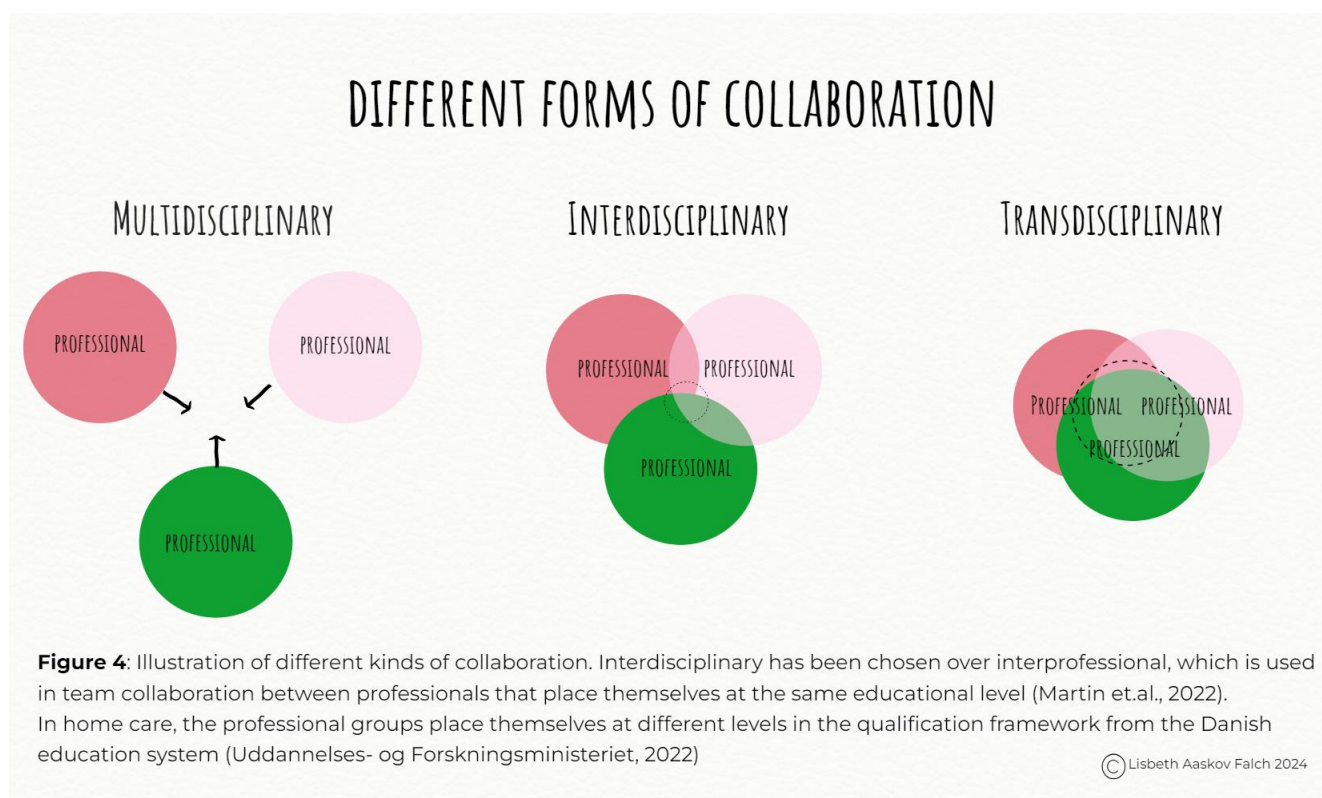 DIFFERENT FORMS OF COLLABORATION
MULTIDISCIPLINARY
INTERDISCIPLINARY
TRANSDISCIPLINARY
PROFESSIONAL
PROFESSIONAL
PROFESSIONAL
PROFESSIONAL
PROFESSIONAL
PROFESSIONAL
PROFESSIONAL
PROFESSIONAL
PROFESSIONAL
Figure 4: Illustration of different kinds of collaboration. Interdisciplinary has been chosen over interprofessional, which is used
in team collaboration between professionals that place themselves at the same educational level (Martin et.al., 2022).
In home care, the professional groups place themselves at different levels in the qualification framework from the Danish
education system (Uddannelses- og Forskningsministeriet, 2022)
© Lisbeth Aaskov Falch 2024